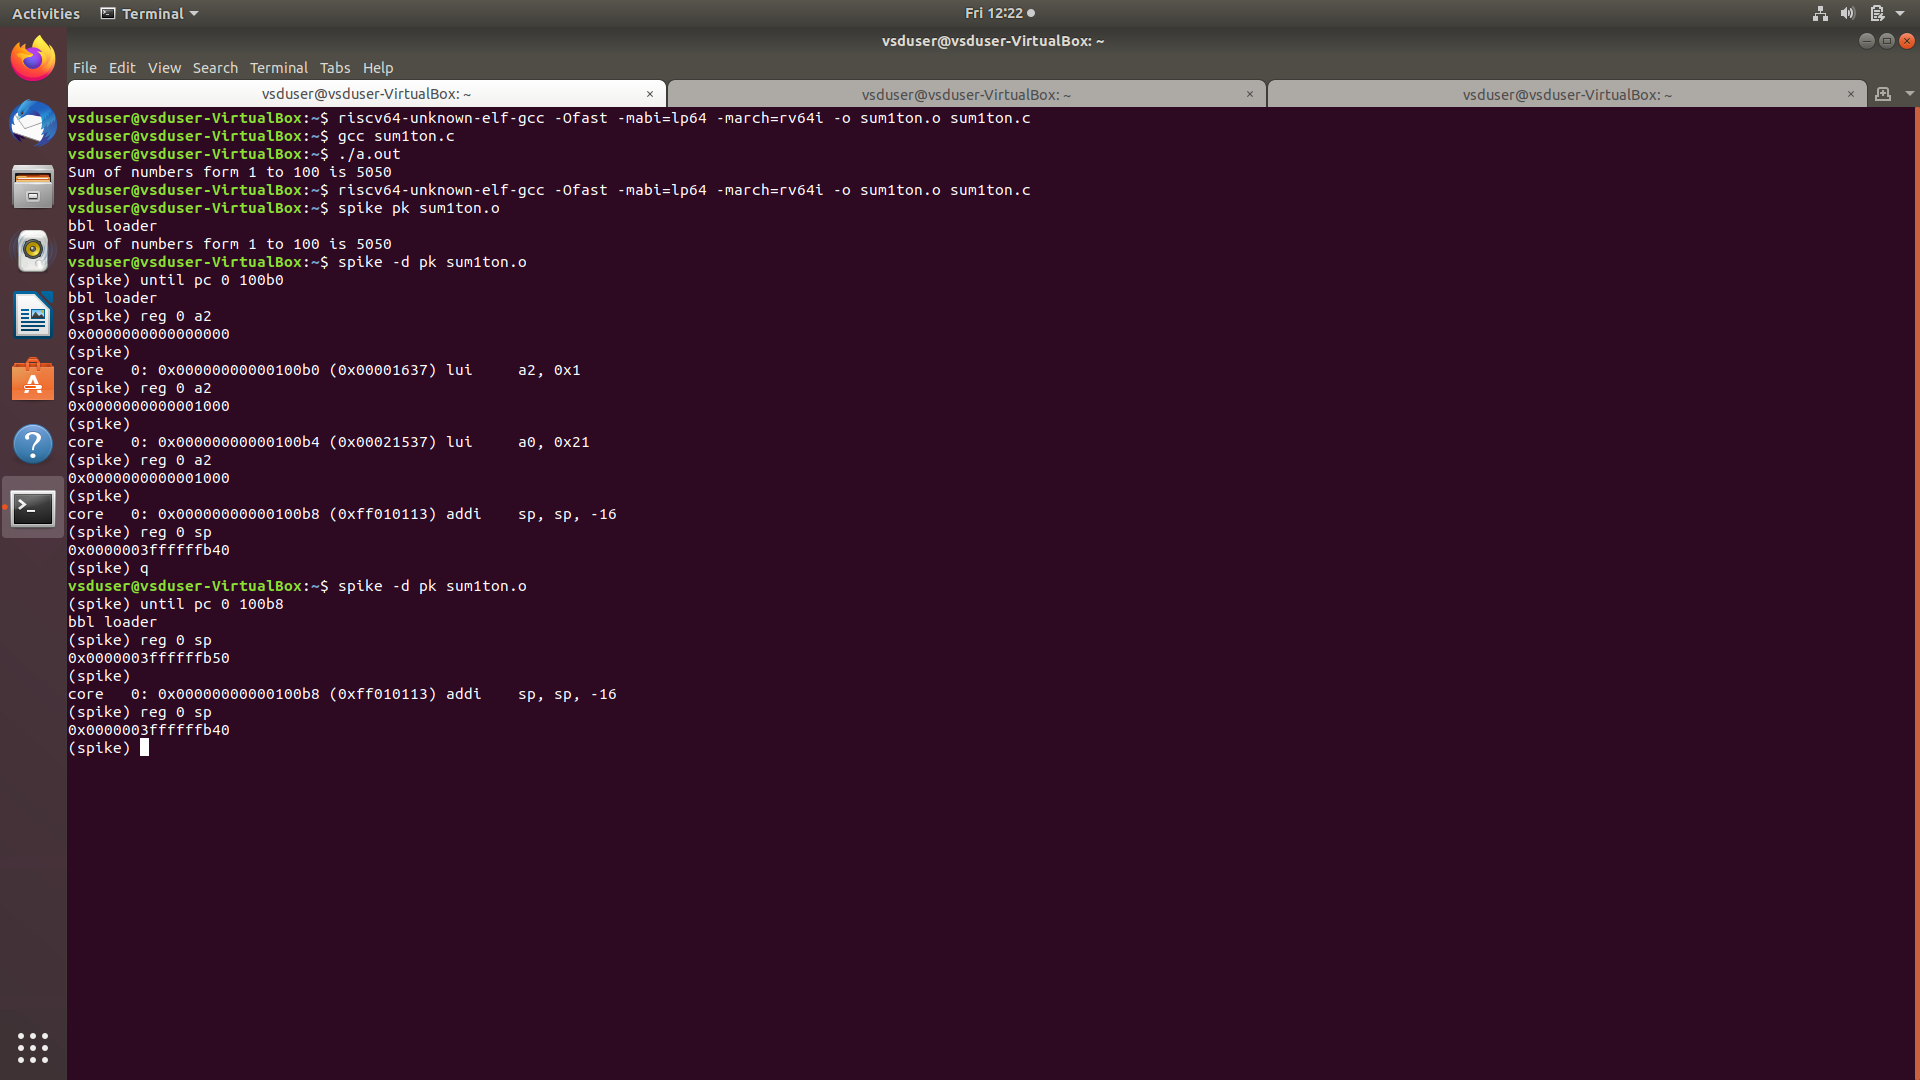 Activities Terminal Fri 12:22
vsduser@vsduser-VirtualBox: ~
File Edit View Search Terminal Tabs Help
vsduser@vsduser-VirtualBox: ~ × vsduser@vsduser-VirtualBox: ~ × vsduser@vsduser-VirtualBox: ~ ×
vsduser@vsduser-VirtualBox:~$ riscv64-unknown-elf-gcc -Ofast -mabi=lp64 -march=rv64i -o sum1ton.o sum1ton.c
vsduser@vsduser-VirtualBox:~$ gcc sum1ton.c
vsduser@vsduser-VirtualBox:~$ ./a.out
Sum of numbers form 1 to 100 is 5050
vsduser@vsduser-VirtualBox:~$ riscv64-unknown-elf-gcc -Ofast -mabi=lp64 -march=rv64i -o sum1ton.o sum1ton.c
vsduser@vsduser-VirtualBox:~$ spike pk sum1ton.o
bbl loader
Sum of numbers form 1 to 100 is 5050
vsduser@vsduser-VirtualBox:~$ spike -d pk sum1ton.o
(spike) until pc 0 100b0
bbl loader
(spike) reg 0 a2
0x0000000000000000
(spike)
core   0: 0x00000000000100b0 (0x00001637) lui     a2, 0x1
(spike) reg 0 a2
0x0000000000001000
(spike)
core   0: 0x00000000000100b4 (0x00021537) lui     a0, 0x21
(spike) reg 0 a2
0x0000000000001000
(spike)
core   0: 0x00000000000100b8 (0xff010113) addi    sp, sp, -16
(spike) reg 0 sp
0x0000003ffffffb40
(spike) q
vsduser@vsduser-VirtualBox:~$ spike -d pk sum1ton.o
(spike) until pc 0 100b8
bbl loader
(spike) reg 0 sp
0x0000003ffffffb50
(spike)
core   0: 0x00000000000100b8 (0xff010113) addi    sp, sp, -16
(spike) reg 0 sp
0x0000003ffffffb40
(spike)